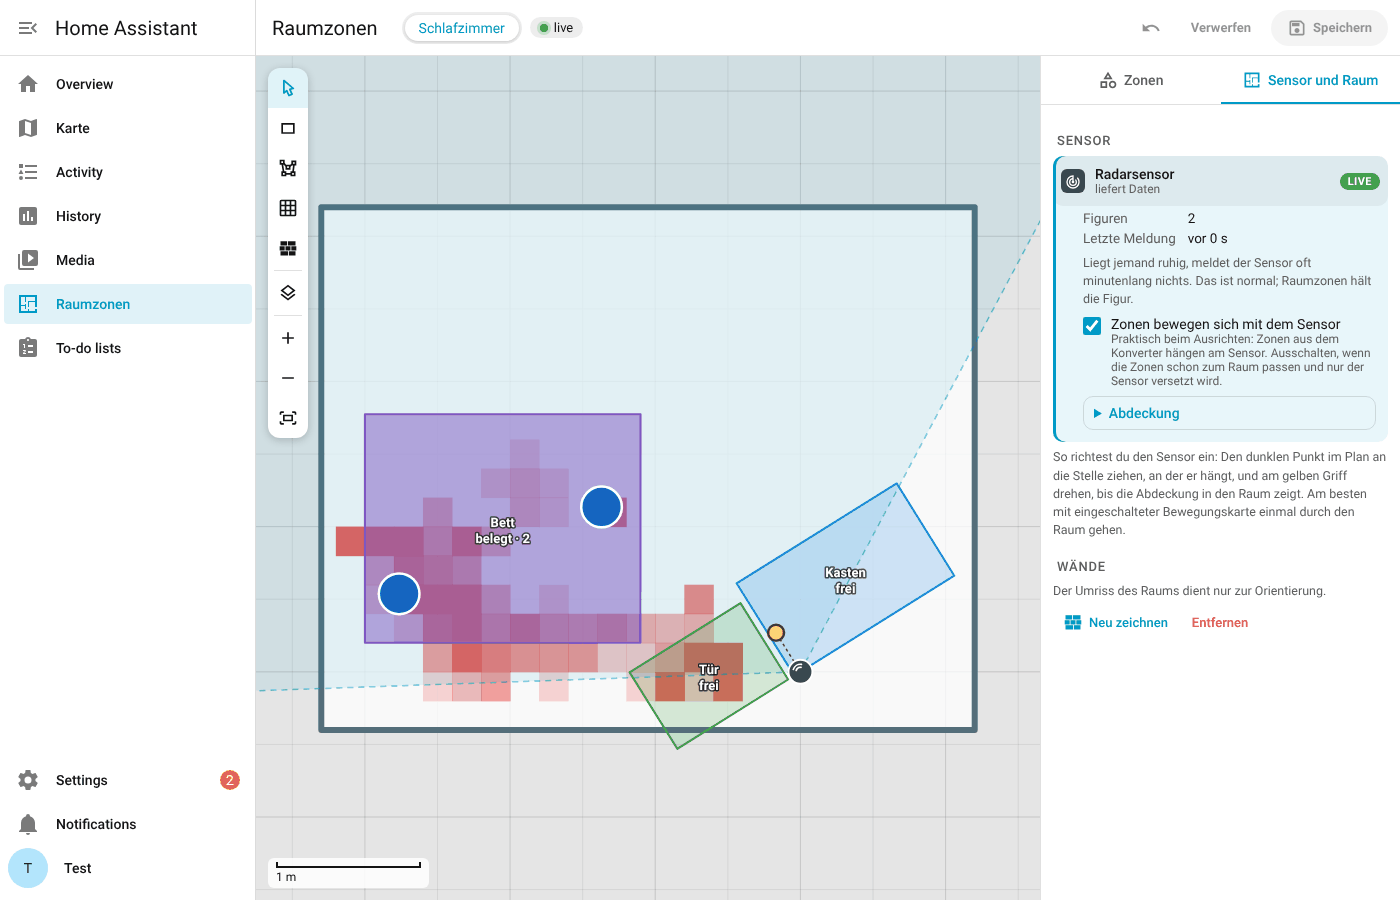 Home Assistant
Raumzonen
Schlafzimmer
live
Verwerfen
Speichern
Overview
Karte
Activity
History
Media
Raumzonen
To-do lists
Settings
2
Notifications
T
Test
Bett
belegt · 2
Kasten
frei
Tür
frei
1 m
Zonen
Sensor und Raum
SENSOR
Radarsensor
liefert Daten
LIVE
Figuren 2
Letzte Meldung vor 0 s
Liegt jemand ruhig, meldet der Sensor oft
minutenlang nichts. Das ist normal; Raumzonen hält
die Figur.
Zonen bewegen sich mit dem Sensor
Praktisch beim Ausrichten: Zonen aus dem
Konverter hängen am Sensor. Ausschalten, wenn
die Zonen schon zum Raum passen und nur der
Sensor versetzt wird.
Abdeckung
So richtest du den Sensor ein: Den dunklen Punkt im Plan an
die Stelle ziehen, an der er hängt, und am gelben Griff
drehen, bis die Abdeckung in den Raum zeigt. Am besten
mit eingeschalteter Bewegungskarte einmal durch den
Raum gehen.
WÄNDE
Der Umriss des Raums dient nur zur Orientierung.
Neu zeichnen
Entfernen